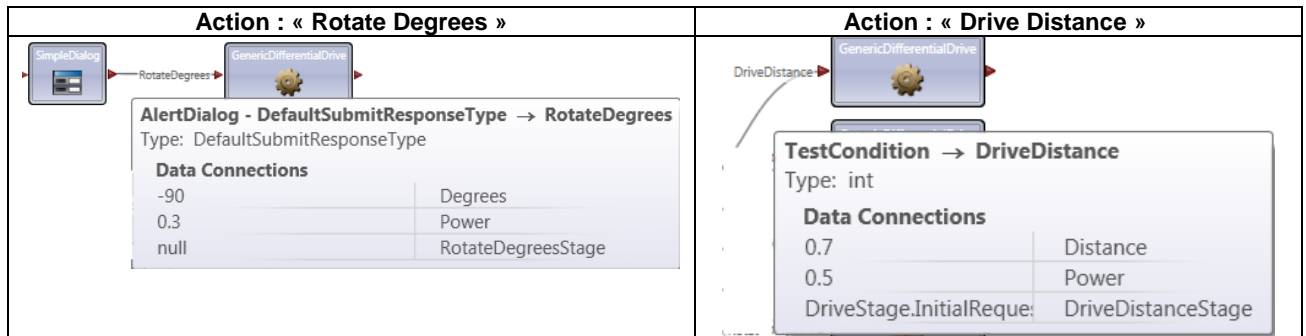 Action : « Rotate Degrees »
SimpleDialog
RotateDegrees
GenericDifferentialDrive
AlertDialog - DefaultSubmitResponseType → RotateDegrees
Type: DefaultSubmitResponseType
Data Connections
-90 Degrees
0.3 Power
null RotateDegreesStage
Action : « Drive Distance »
GenericDifferentialDrive
DriveDistance
TestCondition → DriveDistance
Type: int
Data Connections
0.7 Distance
0.5 Power
DriveStage.InitialReque: DriveDistanceStage